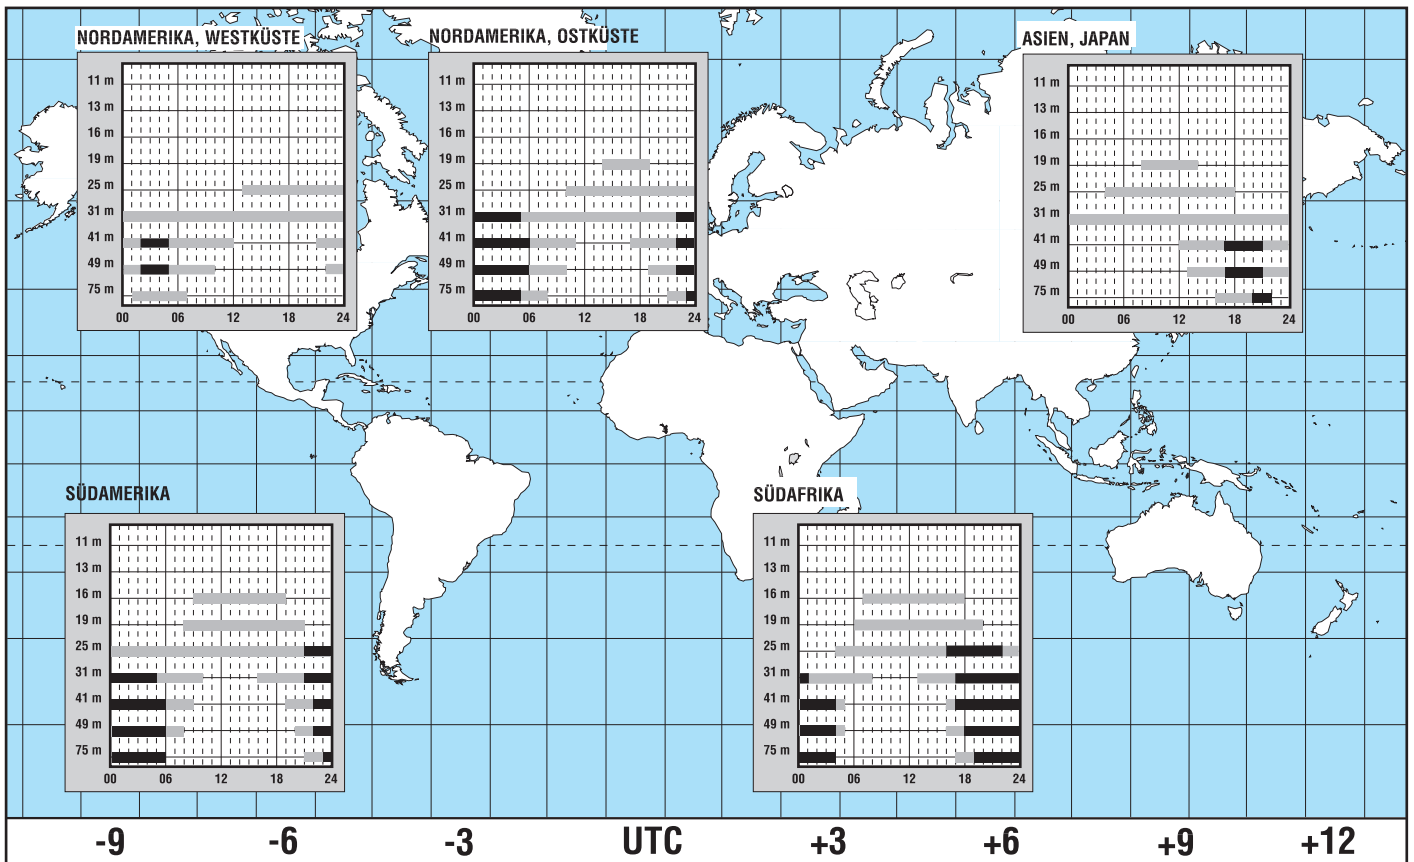 NORDAMERIKA, WESTKÜSTE
11 m
13 m
16 m
19 m
25 m
31 m
41 m
49 m
75 m
00 06 12 18 24
NORDAMERIKA, OSTKÜSTE
11 m
13 m
16 m
19 m
25 m
31 m
41 m
49 m
75 m
00 06 12 18 24
ASIEN, JAPAN
11 m
13 m
16 m
19 m
25 m
31 m
41 m
49 m
75 m
00 06 12 18 24
SÜDAMERIKA
11 m
13 m
16 m
19 m
25 m
31 m
41 m
49 m
75 m
00 06 12 18 24
SÜDAFRIKA
11 m
13 m
16 m
19 m
25 m
31 m
41 m
49 m
75 m
00 06 12 18 24
-9 -6 -3 UTC +3 +6 +9 +12